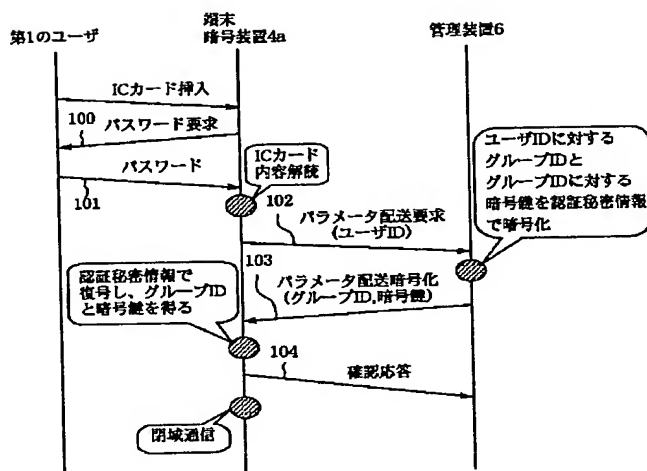 第1のユーザ
端末
暗号装置4a
管理装置6
ICカード挿入
100
パスワード要求
パスワード
101
ICカード
内容解読
ユーザIDに対する
グループIDと
グループIDに対する
暗号鍵を認証秘密情報
で暗号化
102
パラメータ配送要求
(ユーザID)
103
パラメータ配送暗号化
(グループID,暗号鍵)
認証秘密情報で
復号し、グループID
と暗号鍵を得る
104
確認応答
閉域通信